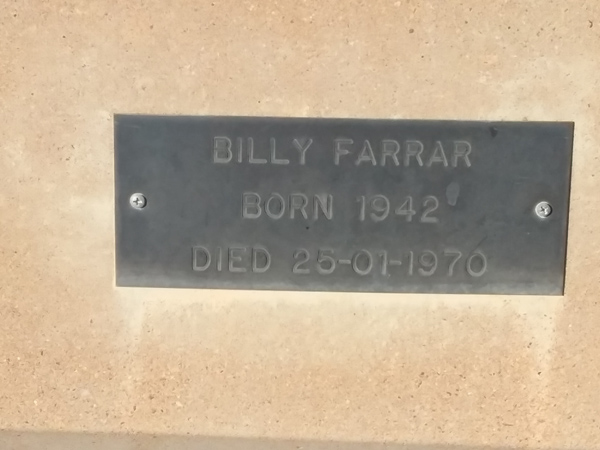 BILLY FARRAR
BORN 1942
DIED 25-01-1970